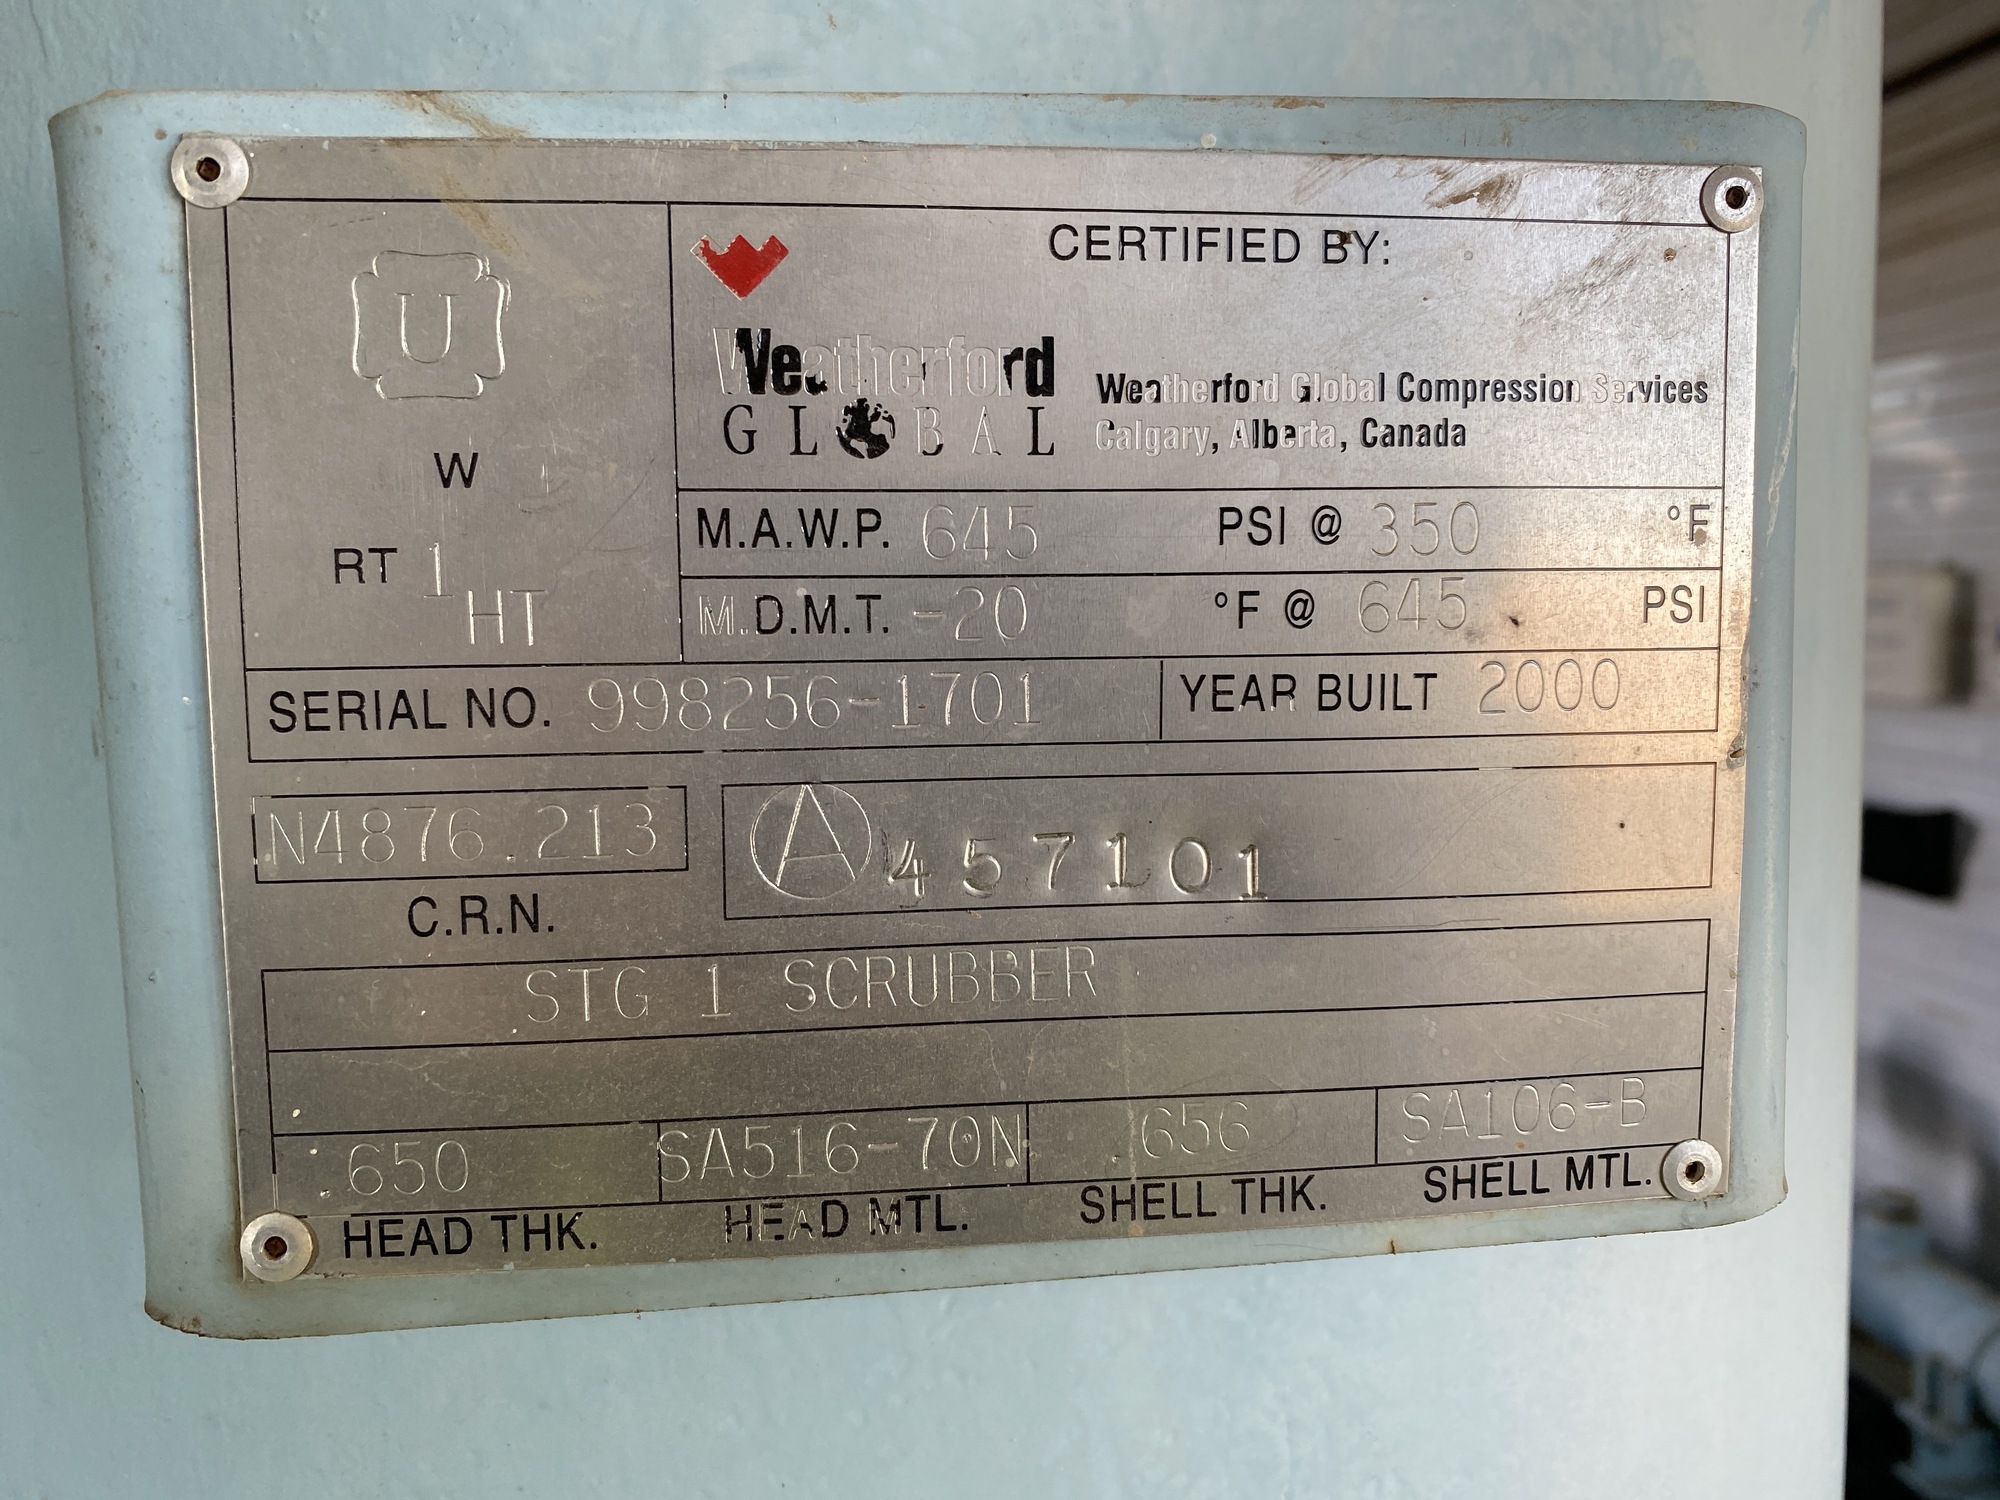 U
W
RT 1
HT
CERTIFIED BY:
Weatherford
GLOBAL
Weatherford Global Compression Services
Calgary, Alberta, Canada
M.A.W.P. 645 PSI @ 350 °F
M.D.M.T. -20 °F @ 645 PSI
SERIAL NO. 998256-1701 YEAR BUILT 2000
N4876.213
C.R.N.
A 457101
STG 1 SCRUBBER
.650 SA516-70N .656 SA106-B
HEAD THK. HEAD MTL. SHELL THK. SHELL MTL.